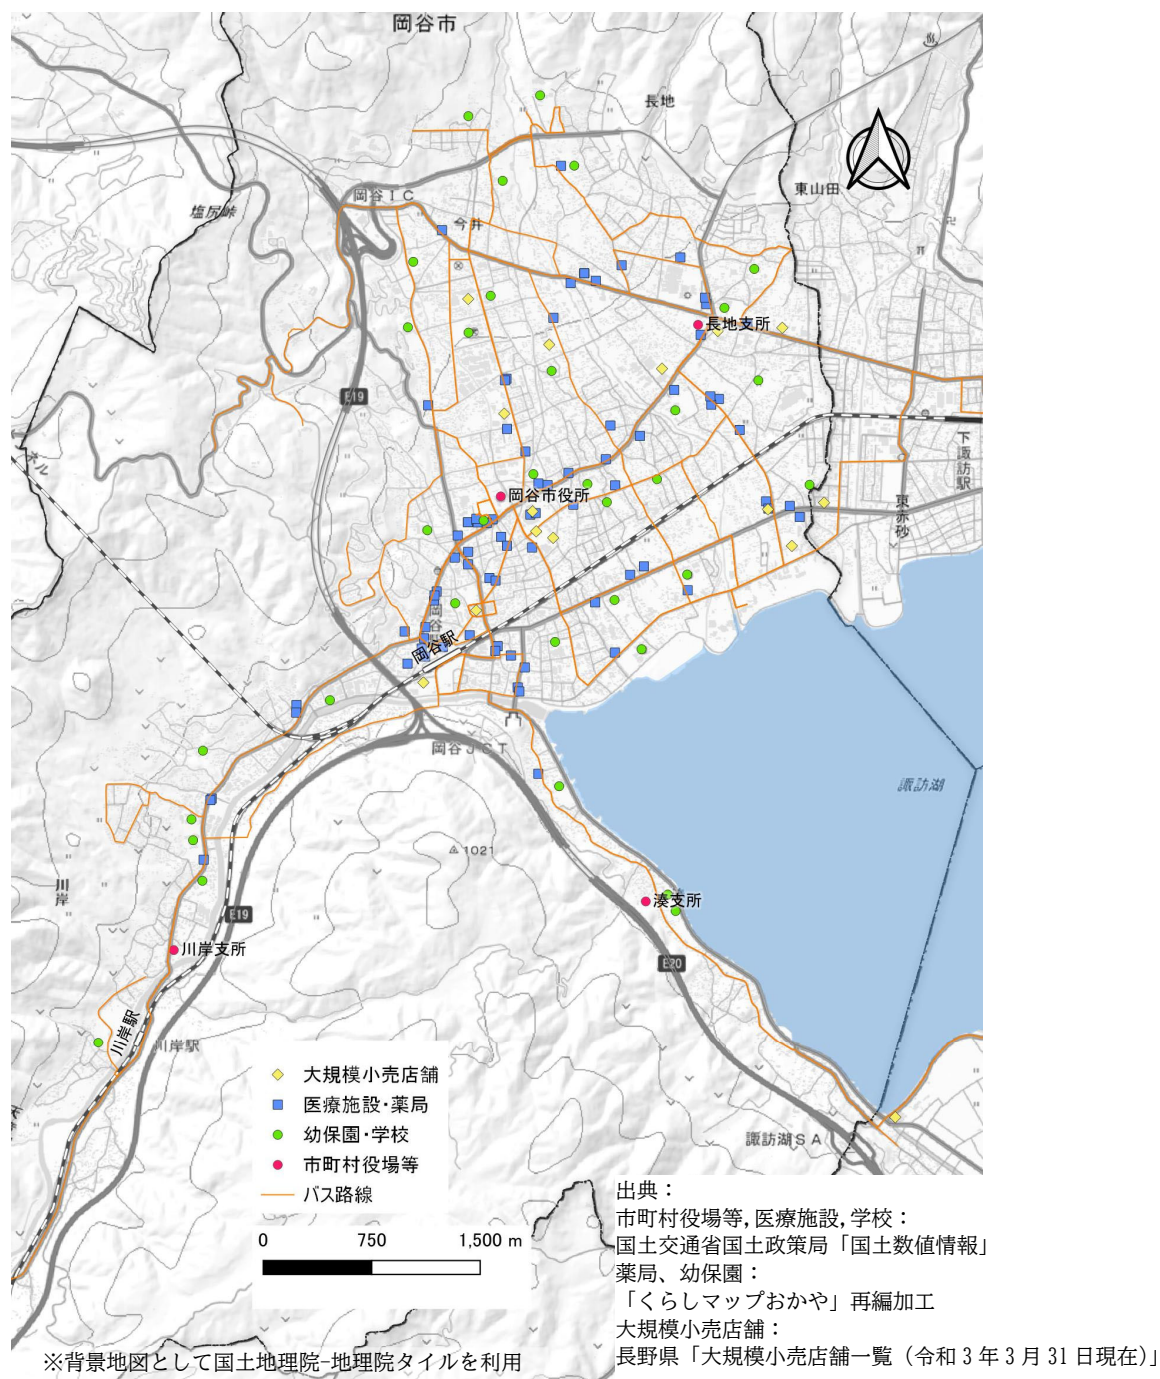 岡谷市
長地
東山田
岡谷ＩＣ
塩尻峠
今井
長地支所
E19
下諏訪駅
岡谷市役所
東赤砂
岡谷駅
岡谷ＪＣＴ
諏訪湖
1021
川岸
湊支所
E19
川岸支所
E20
川岸駅
川岸駅
大規模小売店舗
医療施設・薬局
幼保園・学校
市町村役場等
バス路線
諏訪湖ＳＡ
0 750 1,500 m
出典：
市町村役場等,医療施設,学校：
国土交通省国土政策局「国土数値情報」
薬局、幼保園：
「くらしマップおかや」再編加工
大規模小売店舗：
長野県「大規模小売店舗一覧（令和3年3月31日現在）」
※背景地図として国土地理院-地理院タイルを利用